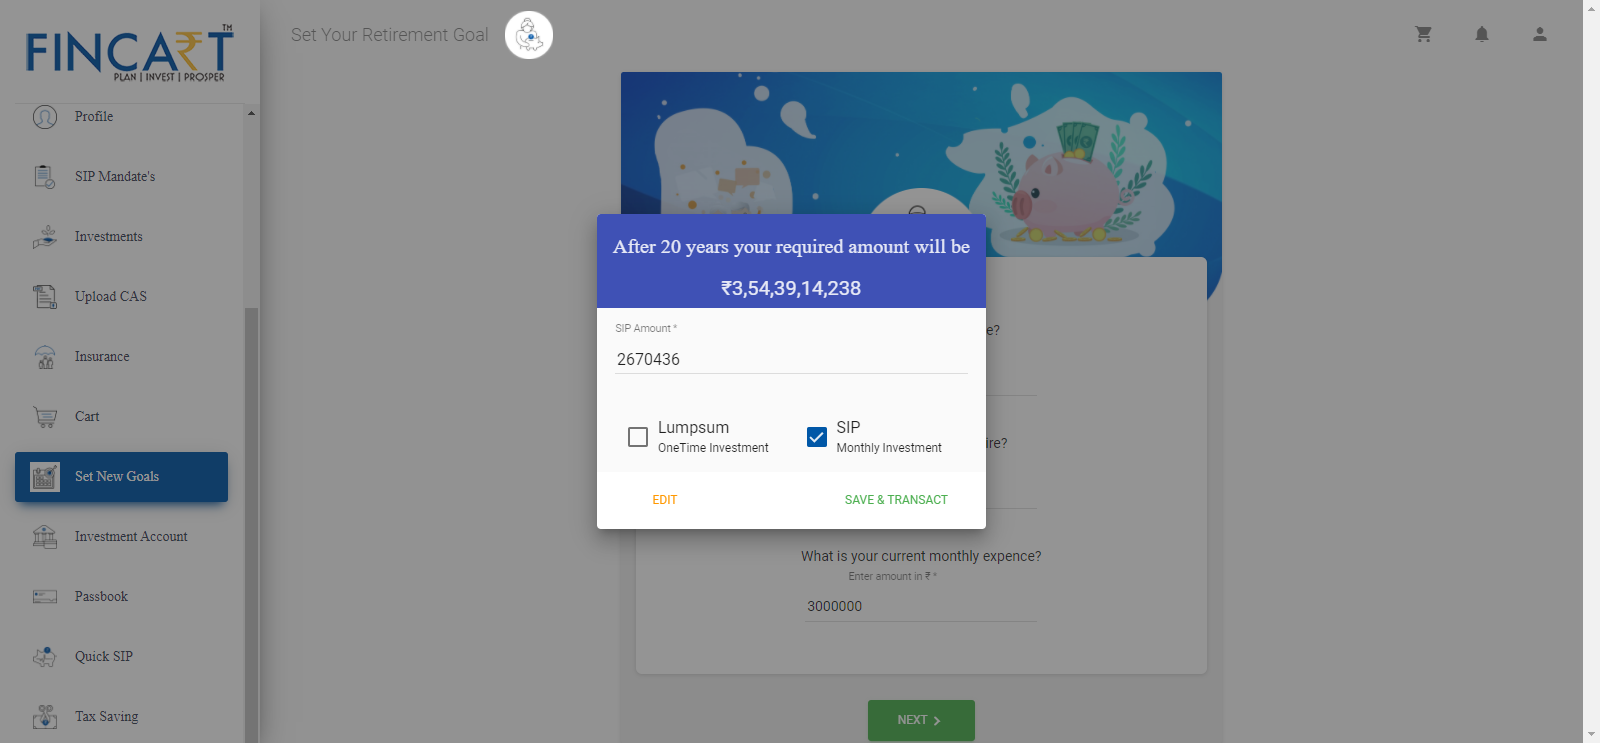 FINCART
TM
PLAN | INVEST | PROSPER
Set Your Retirement Goal
Profile
SIP Mandate's
Investments
Upload CAS
Insurance
Cart
Set New Goals
Investment Account
Passbook
Quick SIP
Tax Saving
After 20 years your required amount will be
₹3,54,39,14,238
SIP Amount *
2670436
Lumpsum
OneTime Investment
SIP
Monthly Investment
EDIT
SAVE & TRANSACT
e?
ire?
What is your current monthly expence?
Enter amount in ₹ *
3000000
NEXT